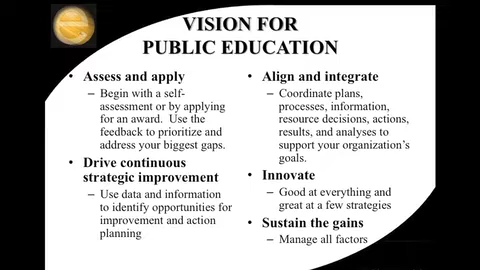 VISION FOR
PUBLIC EDUCATION
• Assess and apply
– Begin with a self-
assessment or by applying
for an award. Use the
feedback to prioritize and
address your biggest gaps.
• Drive continuous
strategic improvement
– Use data and information
to identify opportunities for
improvement and action
planning
• Align and integrate
– Coordinate plans,
processes, information,
resource decisions, actions,
results, and analyses to
support your organization's
goals.
• Innovate
– Good at everything and
great at a few strategies
• Sustain the gains
– Manage all factors